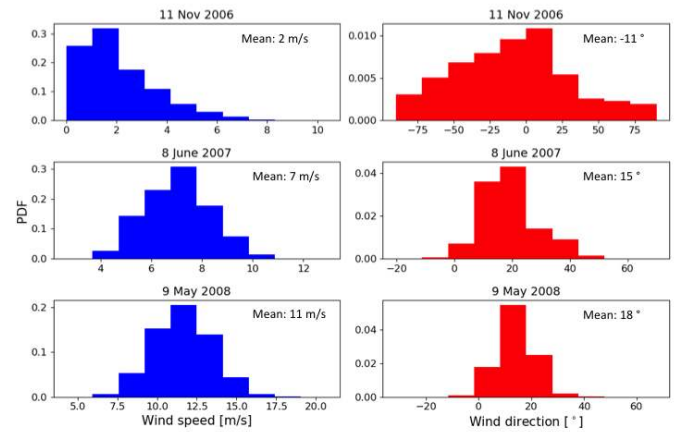 11 Nov 2006
Mean: 2 m/s
0.3
0.2
0.1
0.0
0 2 4 6 8 10
11 Nov 2006
Mean: -11 °
0.010
0.005
0.000
−75 −50 −25 0 25 50 75
8 June 2007
Mean: 7 m/s
0.3
0.2
0.1
0.0
4 6 8 10 12
8 June 2007
Mean: 15 °
0.04
0.02
0.00
−20 0 20 40 60
PDF
9 May 2008
Mean: 11 m/s
0.2
0.1
0.0
5.0 7.5 10.0 12.5 15.0 17.5 20.0
Wind speed [m/s]
9 May 2008
Mean: 18 °
0.04
0.02
0.00
−20 0 20 40 60
Wind direction [°]